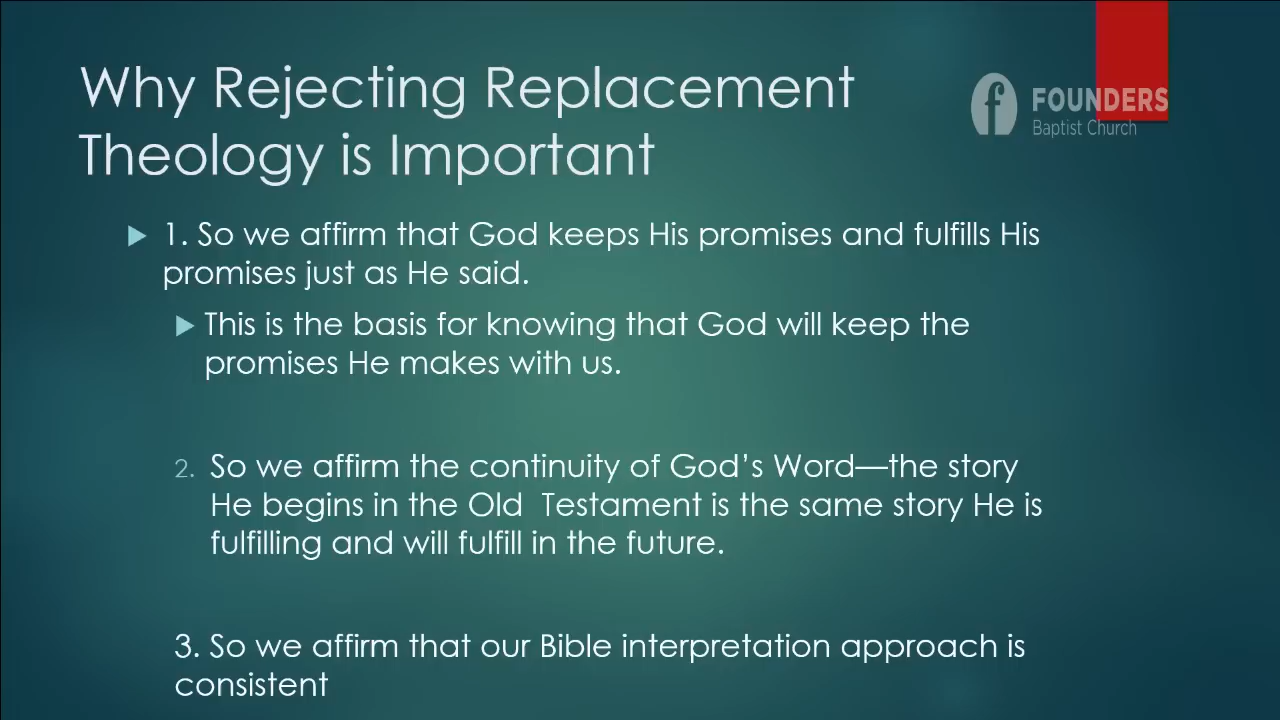 Why Rejecting Replacement
Theology is Important
FOUNDERS
Baptist Church
1. So we affirm that God keeps His promises and fulfills His
promises just as He said.
This is the basis for knowing that God will keep the
promises He makes with us.
2. So we affirm the continuity of God’s Word—the story
He begins in the Old  Testament is the same story He is
fulfilling and will fulfill in the future.
3. So we affirm that our Bible interpretation approach is
consistent